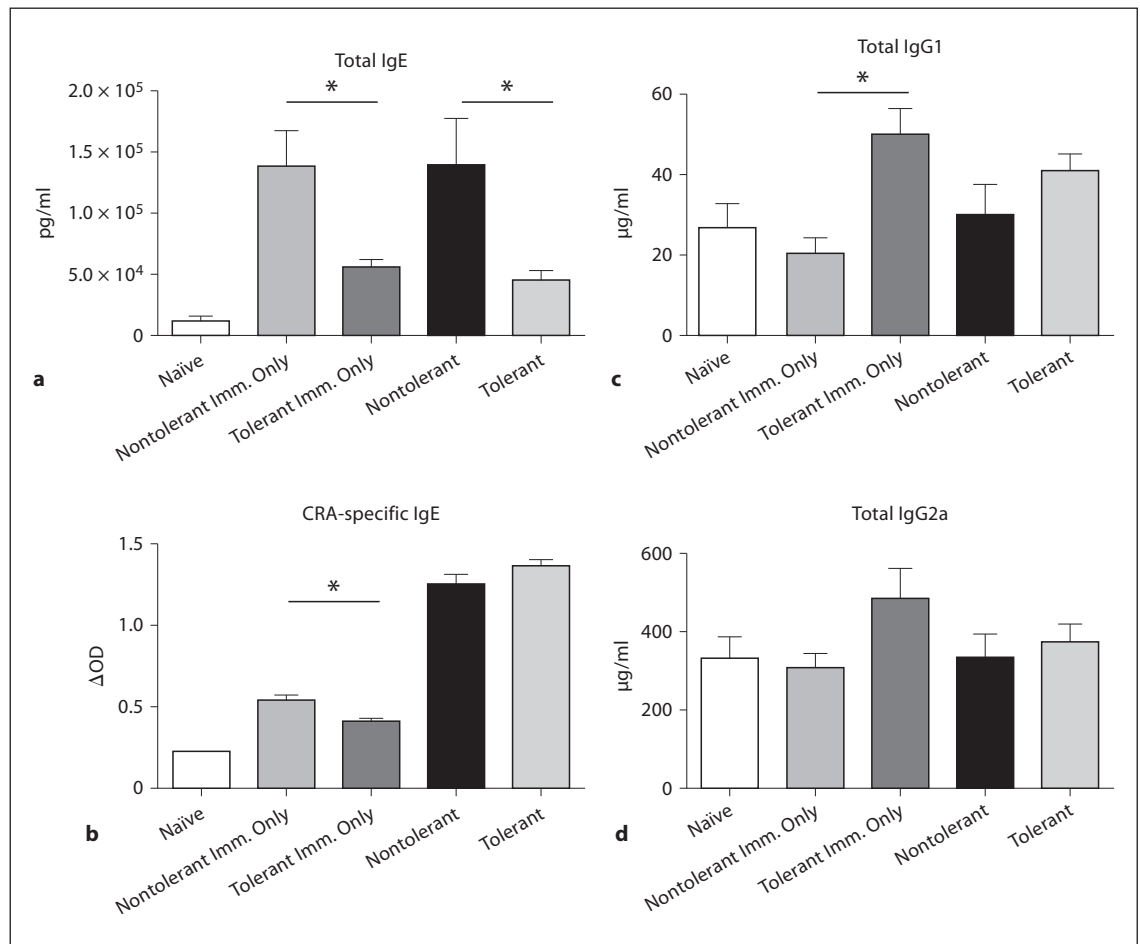 Total IgE
*
*
2.0 × 10⁵
1.5 × 10⁵
1.0 × 10⁵
5.0 × 10⁴
0
pg/ml
Naïve
Nontolerant Imm. Only
Tolerant Imm. Only
Nontolerant
Tolerant
a
Total IgG1
*
60
40
20
0
µg/ml
Naïve
Nontolerant Imm. Only
Tolerant Imm. Only
Nontolerant
Tolerant
c
CRA-specific IgE
*
1.5
1.0
0.5
0
ΔOD
Naïve
Nontolerant Imm. Only
Tolerant Imm. Only
Nontolerant
Tolerant
b
Total IgG2a
600
400
200
0
µg/ml
Naïve
Nontolerant Imm. Only
Tolerant Imm. Only
Nontolerant
Tolerant
d